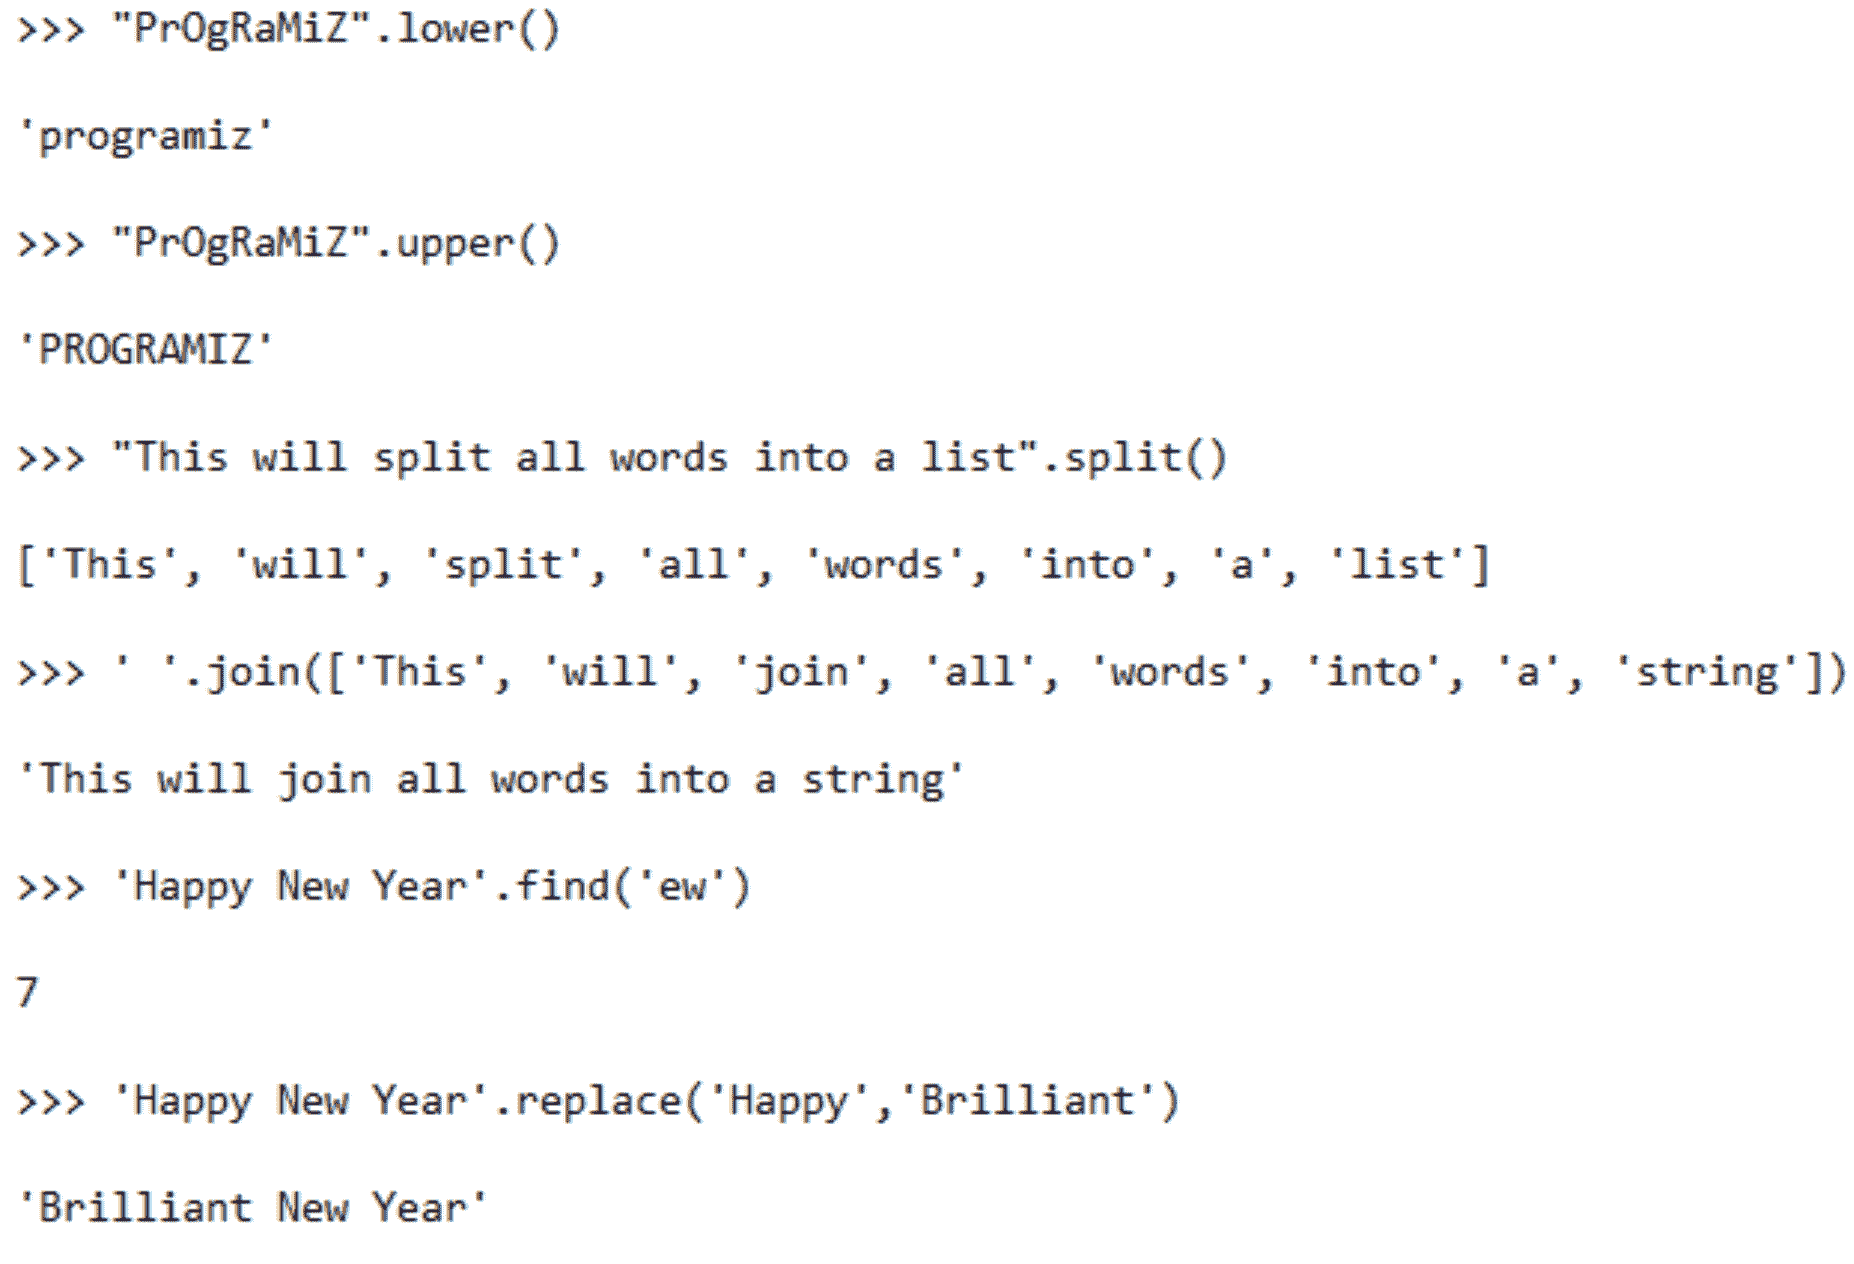 >>> "PrOgRaMiZ".lower()
'programiz'
>>> "PrOgRaMiZ".upper()
'PROGRAMIZ'
>>> "This will split all words into a list".split()
['This', 'will', 'split', 'all', 'words', 'into', 'a', 'list']
>>> ' '.join(['This', 'will', 'join', 'all', 'words', 'into', 'a', 'string'])
'This will join all words into a string'
>>> 'Happy New Year'.find('ew')
7
>>> 'Happy New Year'.replace('Happy','Brilliant')
'Brilliant New Year'